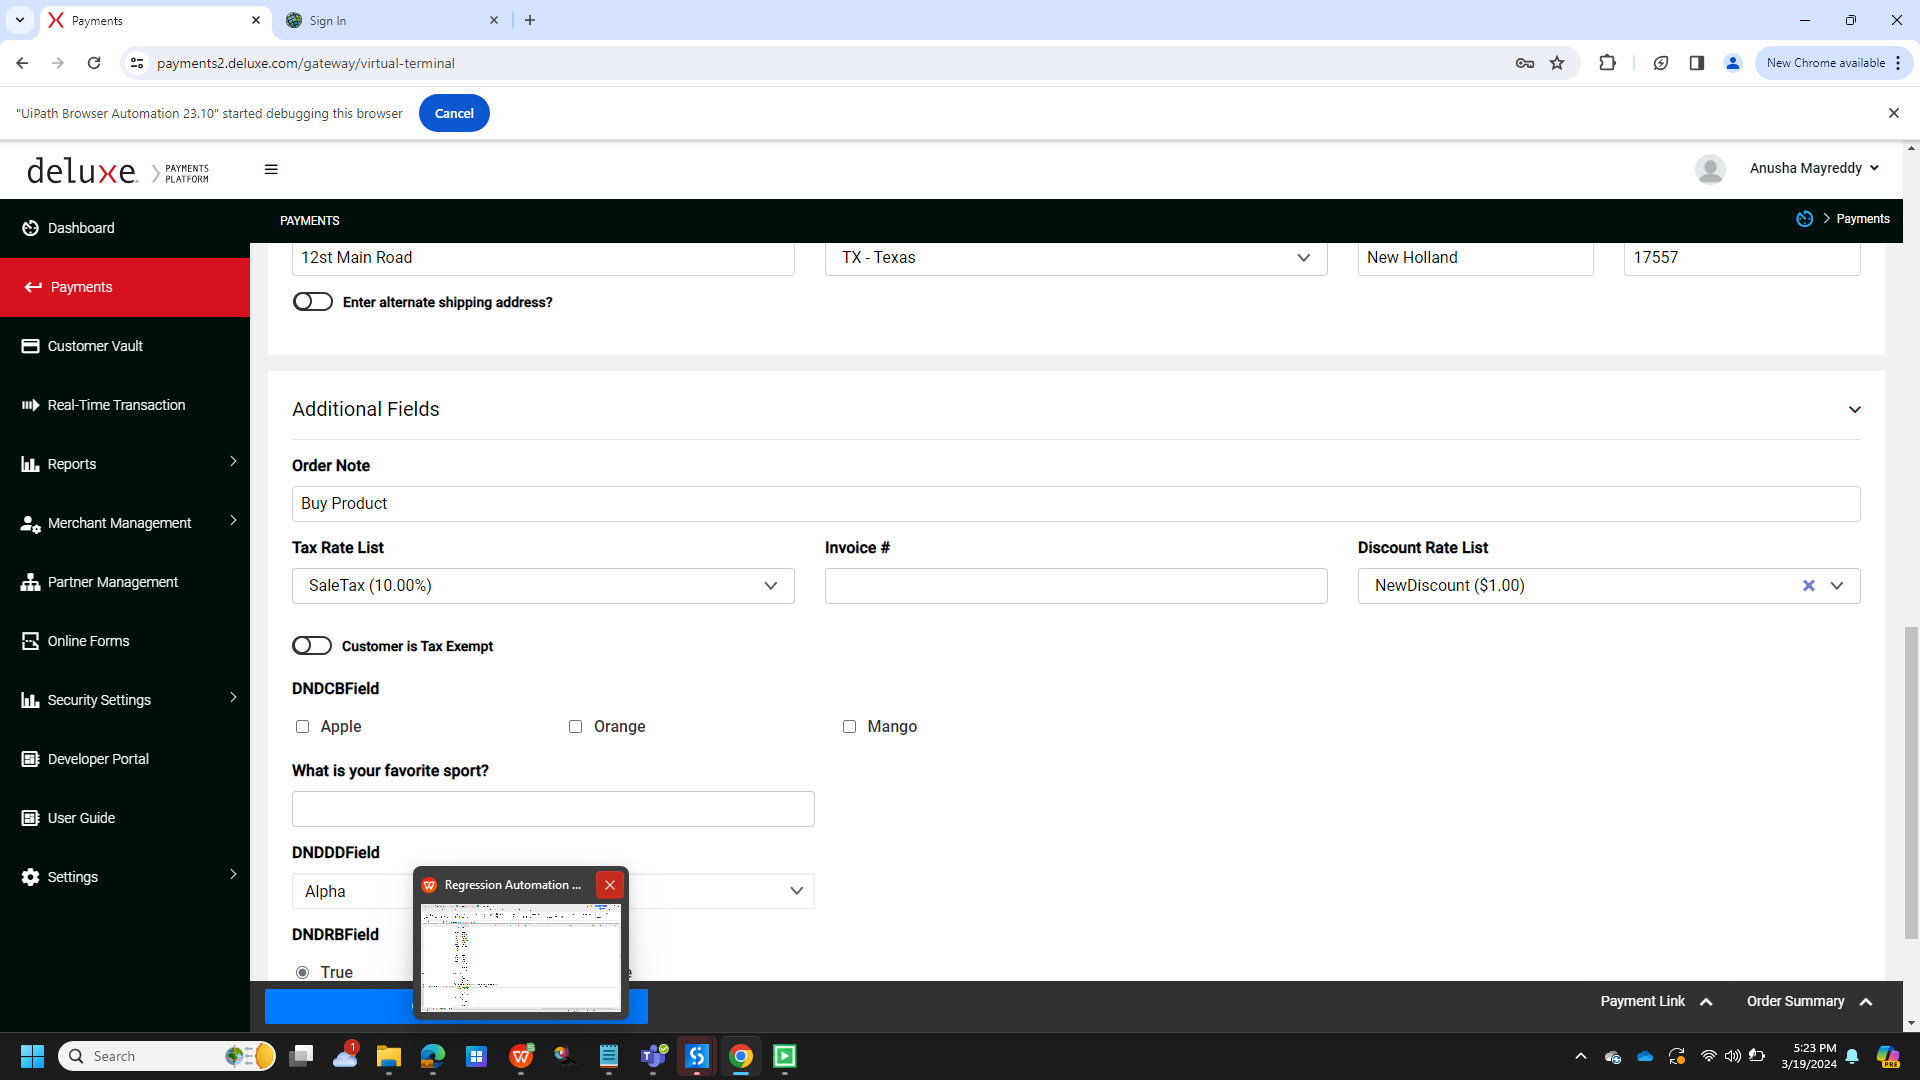 Payments
Sign In
payments2.deluxe.com/gateway/virtual-terminal
New Chrome available
"UiPath Browser Automation 23.10" started debugging this browser
Cancel
deluxe. PAYMENTS PLATFORM
Anusha Mayreddy
Dashboard
PAYMENTS
Payments
Payments
12st Main Road
TX - Texas
New Holland
17557
Enter alternate shipping address?
Customer Vault
Real-Time Transaction
Additional Fields
Reports
Order Note
Buy Product
Merchant Management
Tax Rate List
Invoice #
Discount Rate List
Partner Management
SaleTax (10.00%)
NewDiscount ($1.00)
Online Forms
Customer is Tax Exempt
Security Settings
DNDCBField
Apple
Orange
Mango
Developer Portal
What is your favorite sport?
User Guide
DNDDDField
Settings
Alpha
Regression Automation ...
DNDRBField
True
Payment Link
Order Summary
Search
1
5:23 PM
3/19/2024
PRE